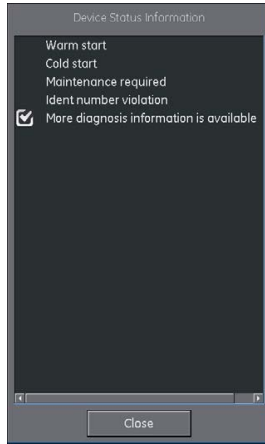 Device Status Information
Warm start
Cold start
Maintenance required
Ident number violation
More diagnosis information is available
Close